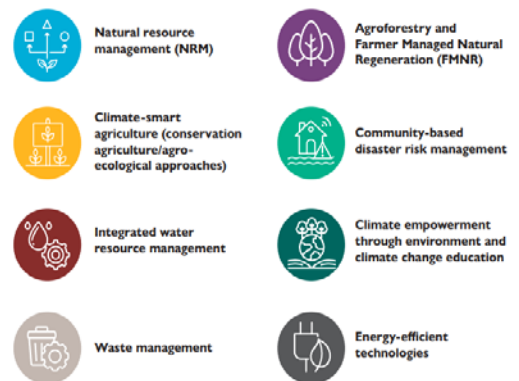 Natural resource
management (NRM)
Agroforestry and
Farmer Managed Natural
Regeneration (FMNR)
Climate-smart
agriculture (conservation
agriculture/agro-
ecological approaches)
Community-based
disaster risk management
Integrated water
resource management
Climate empowerment
through environment and
climate change education
Waste management
Energy-efficient
technologies